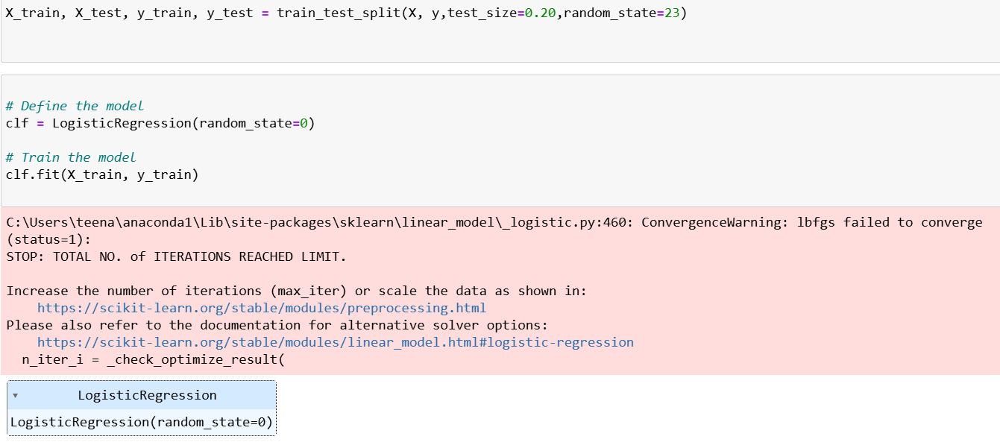 X_train, X_test, y_train, y_test = train_test_split(X, y,test_size=0.20,random_state=23)
# Define the model
clf = LogisticRegression(random_state=0)
# Train the model
clf.fit(X_train, y_train)
C:\Users\teena\anaconda1\Lib\site-packages\sklearn\linear_model\_logistic.py:460: ConvergenceWarning: lbfgs failed to converge
(status=1):
STOP: TOTAL NO. of ITERATIONS REACHED LIMIT.
Increase the number of iterations (max_iter) or scale the data as shown in:
https://scikit-learn.org/stable/modules/preprocessing.html
Please also refer to the documentation for alternative solver options:
https://scikit-learn.org/stable/modules/linear_model.html#logistic-regression
n_iter_i = _check_optimize_result(
LogisticRegression
LogisticRegression(random_state=0)